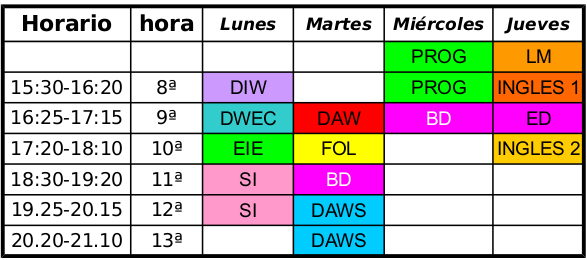 Horario hora Lunes Martes Miércoles Jueves
PROG LM
15:30-16:20 8ª DIW PROG INGLES 1
16:25-17:15 9ª DWEC DAW BD ED
17:20-18:10 10ª EIE FOL INGLES 2
18:30-19:20 11ª SI BD
19.25-20.15 12ª SI DAWS
20.20-21.10 13ª DAWS